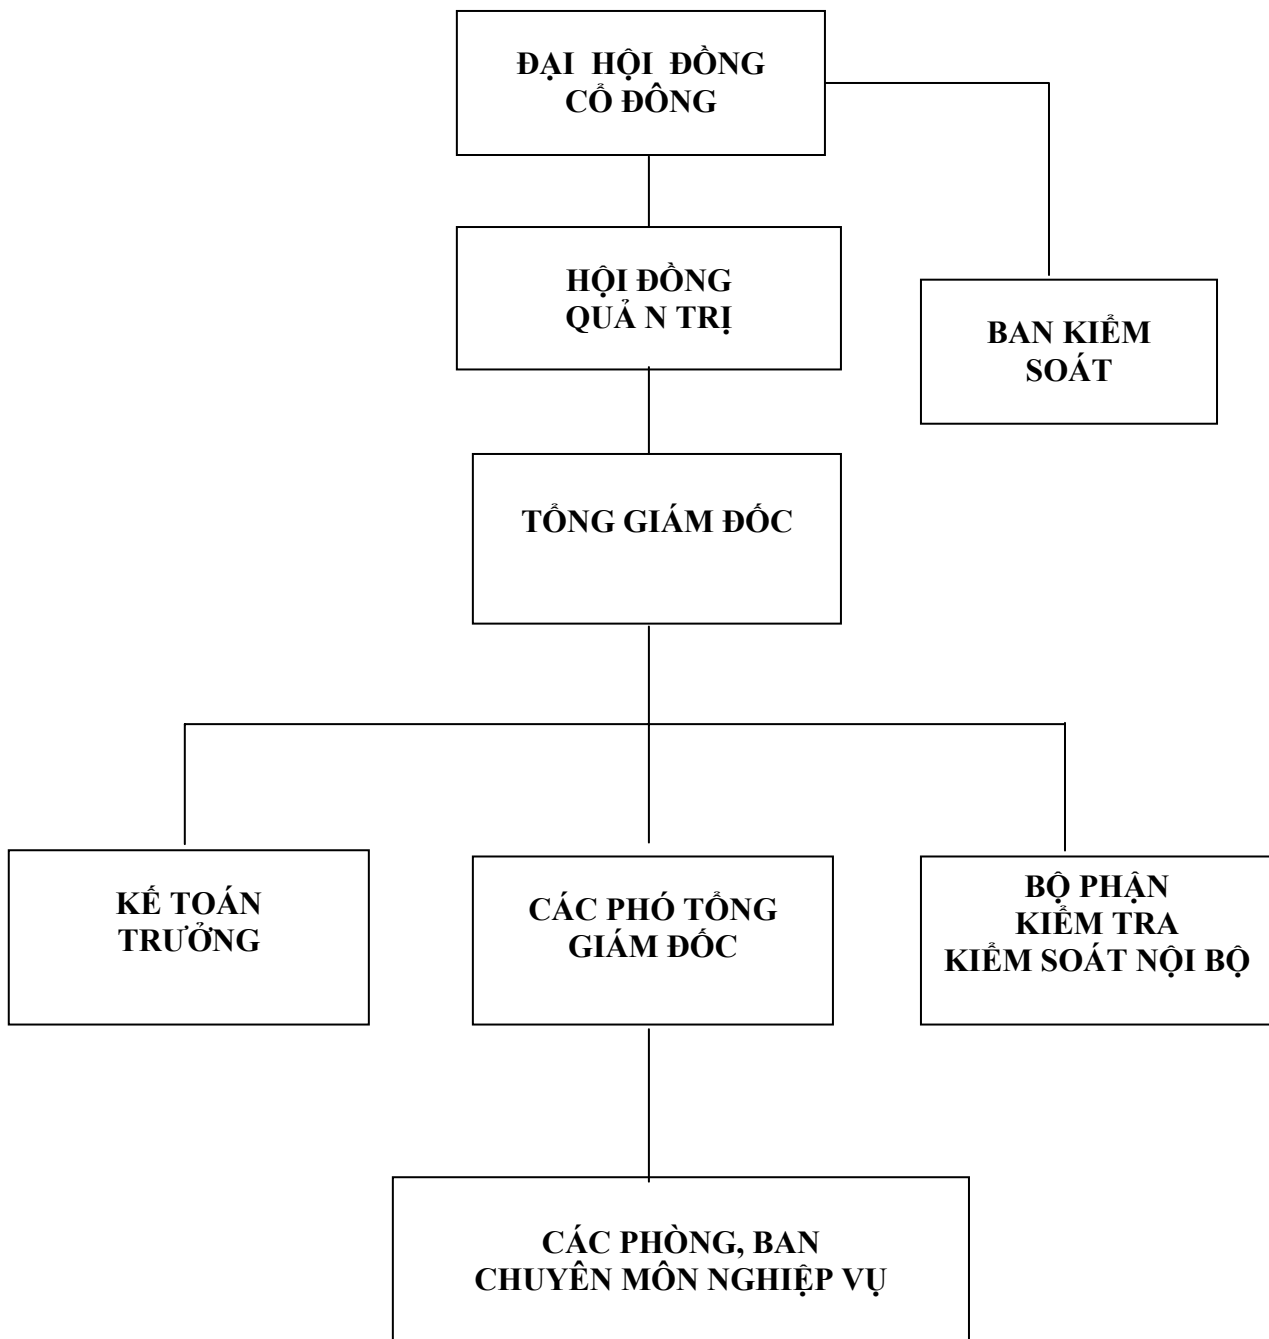 ĐẠI HỘI ĐỒNG
CỔ ĐÔNG
HỘI ĐỒNG
QUẢ N TRỊ
BAN KIỂM
SOÁT
TỔNG GIÁM ĐỐC
KẾ TOÁN
TRƯỞNG
CÁC PHÓ TỔNG
GIÁM ĐỐC
BỘ PHẬN
KIỂM TRA
KIỂM SOÁT NỘI BỘ
CÁC PHÒNG, BAN
CHUYÊN MÔN NGHIỆP VỤ